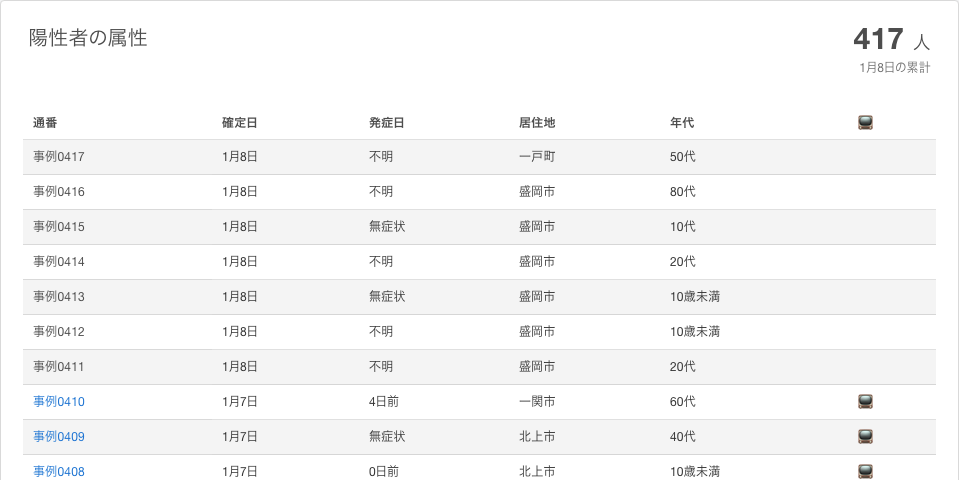 陽性者の属性
417 人
1月8日の累計
通番 確定日 発症日 居住地 年代
事例0417 1月8日 不明 一戸町 50代
事例0416 1月8日 不明 盛岡市 80代
事例0415 1月8日 無症状 盛岡市 10代
事例0414 1月8日 不明 盛岡市 20代
事例0413 1月8日 無症状 盛岡市 10歳未満
事例0412 1月8日 不明 盛岡市 10歳未満
事例0411 1月8日 不明 盛岡市 20代
事例0410 1月7日 4日前 一関市 60代
事例0409 1月7日 無症状 北上市 40代
事例0408 1月7日 0日前 北上市 10歳未満